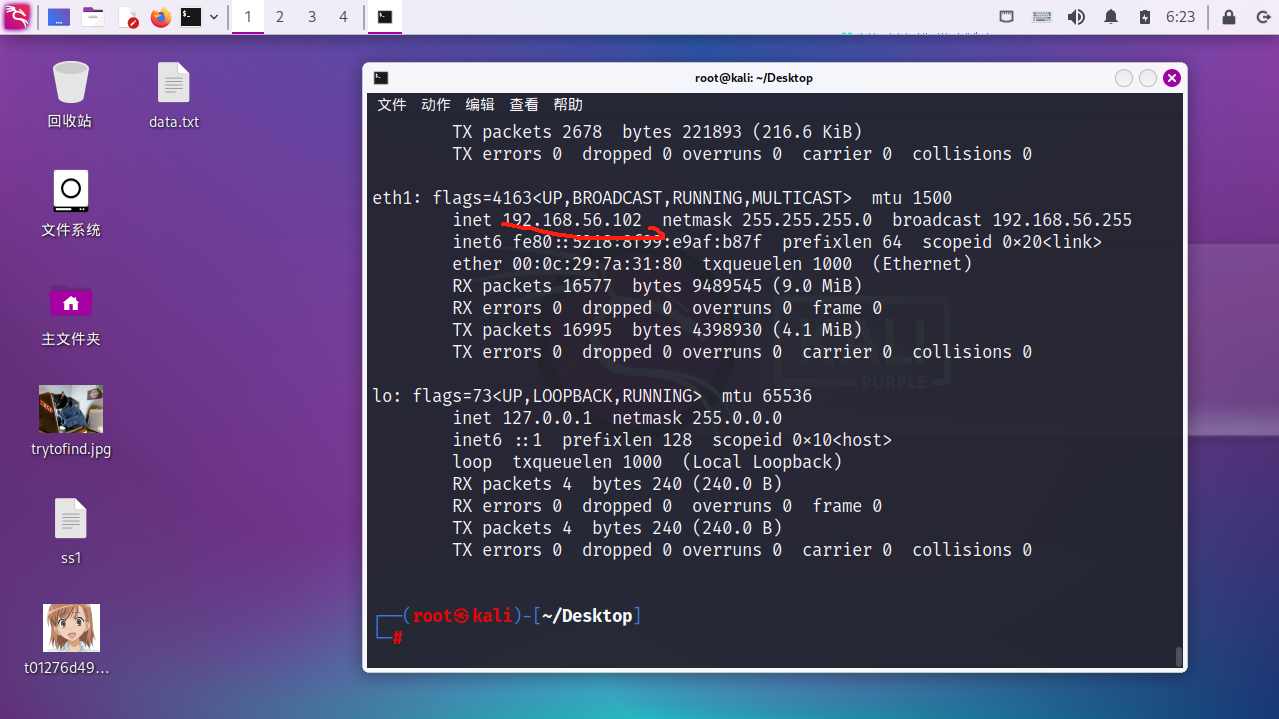 1 2 3 4 6:23
回收站
data.txt
文件系统
主文件夹
trytofind.jpg
ss1
t01276d49…
root@kali: ~/Desktop
文件 动作 编辑 查看 帮助
TX packets 2678 bytes 221893 (216.6 KiB)
TX errors 0 dropped 0 overruns 0 carrier 0 collisions 0
eth1: flags=4163<UP,BROADCAST,RUNNING,MULTICAST> mtu 1500
inet 192.168.56.102 netmask 255.255.255.0 broadcast 192.168.56.255
inet6 fe80::5218:8f99:e9af:b87f prefixlen 64 scopeid 0×20<link>
ether 00:0c:29:7a:31:80 txqueuelen 1000 (Ethernet)
RX packets 16577 bytes 9489545 (9.0 MiB)
RX errors 0 dropped 0 overruns 0 frame 0
TX packets 16995 bytes 4398930 (4.1 MiB)
TX errors 0 dropped 0 overruns 0 carrier 0 collisions 0
lo: flags=73<UP,LOOPBACK,RUNNING> mtu 65536
inet 127.0.0.1 netmask 255.0.0.0
inet6 ::1 prefixlen 128 scopeid 0×10<host>
loop txqueuelen 1000 (Local Loopback)
RX packets 4 bytes 240 (240.0 B)
RX errors 0 dropped 0 overruns 0 frame 0
TX packets 4 bytes 240 (240.0 B)
TX errors 0 dropped 0 overruns 0 carrier 0 collisions 0
┌──(root㉿kali)-[~/Desktop]
└─#
KALI
PURPLE